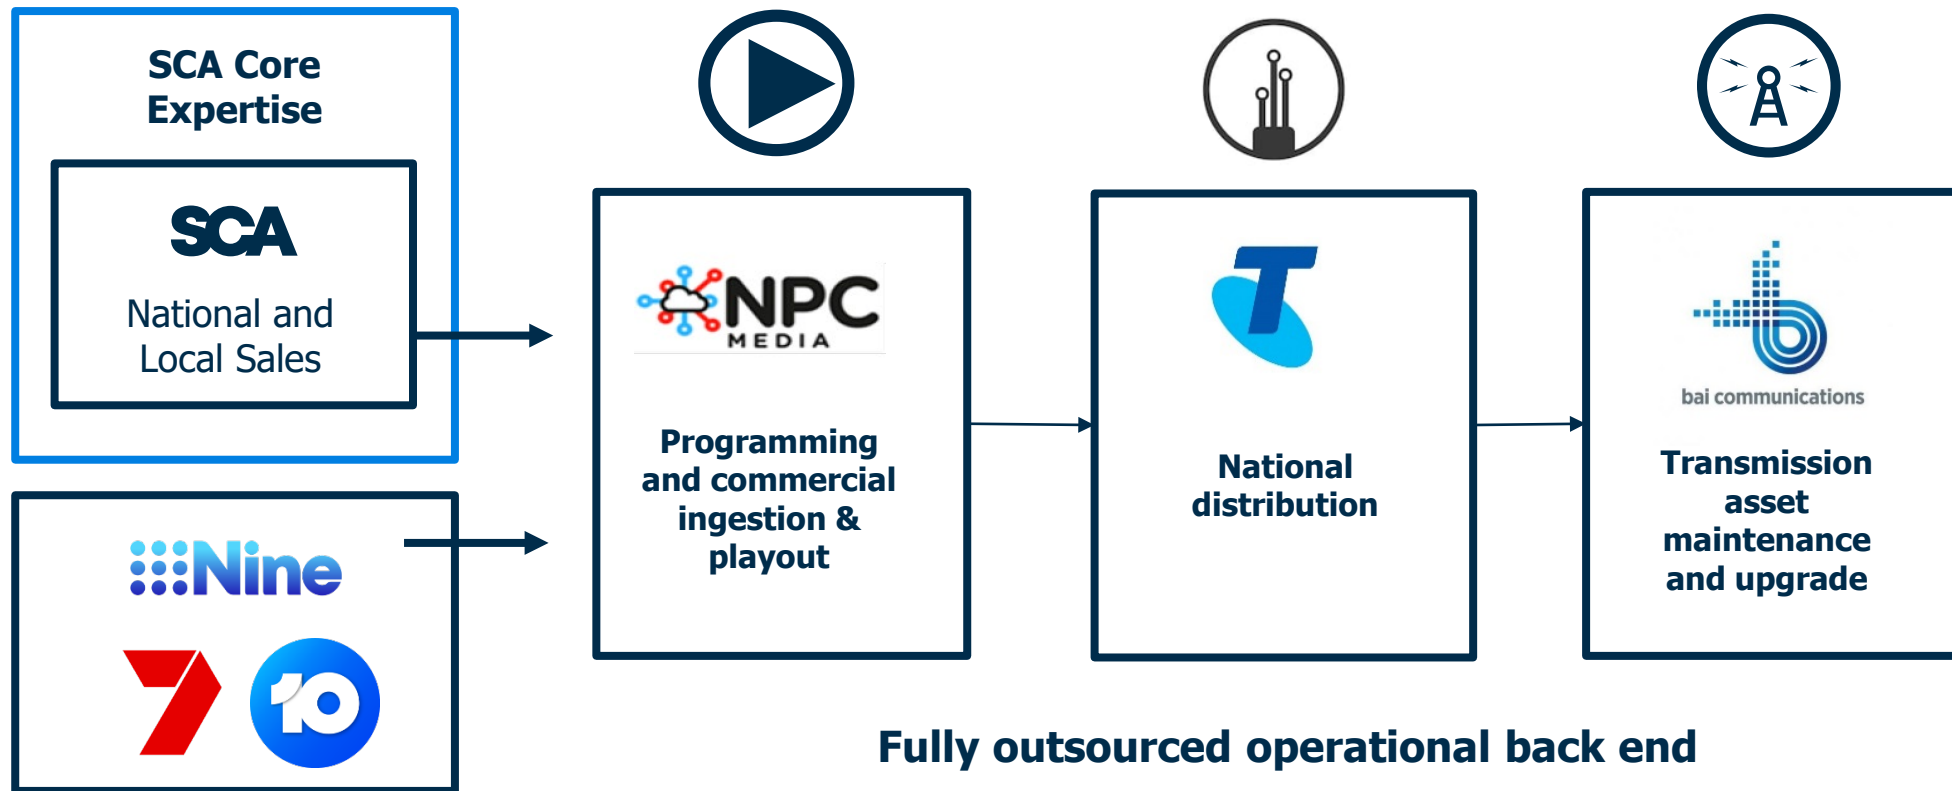 SCA Core
Expertise
SCA
National and
Local Sales
Nine
7
10
NPC
MEDIA
Programming
and commercial
ingestion &
playout
T
National
distribution
b
bai communications
Transmission
asset
maintenance
and upgrade
Fully outsourced operational back end